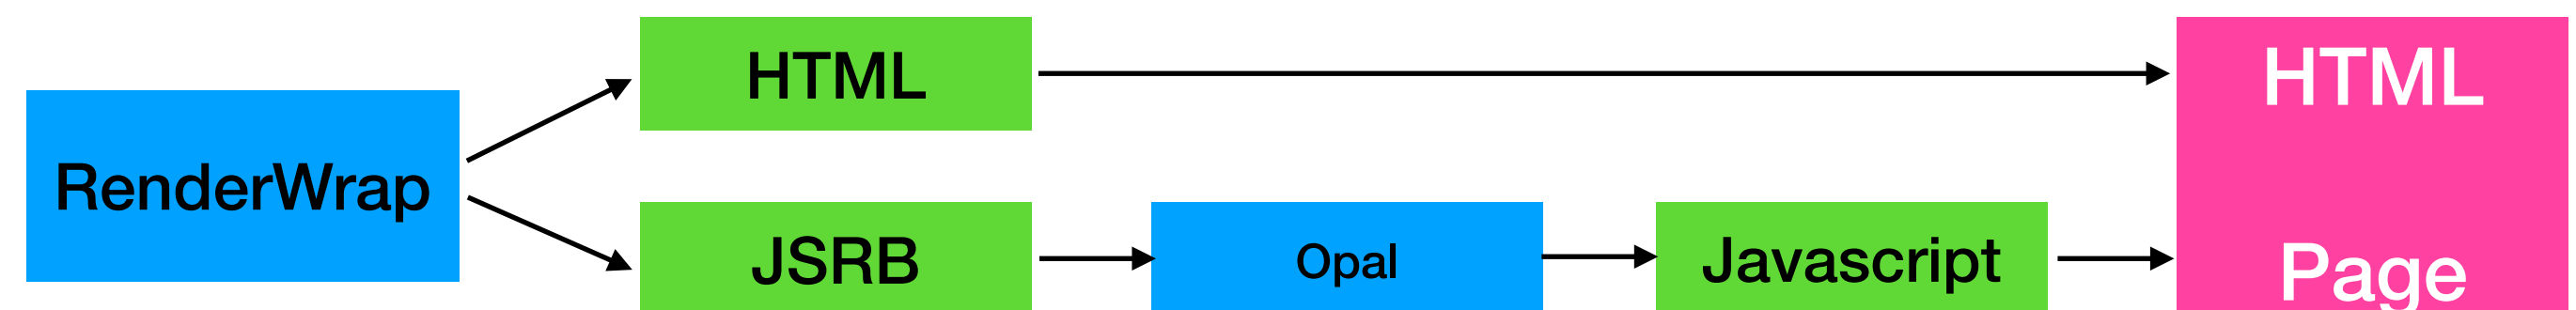 RenderWrap
HTML
JSRB
Opal
Javascript
HTML
Page